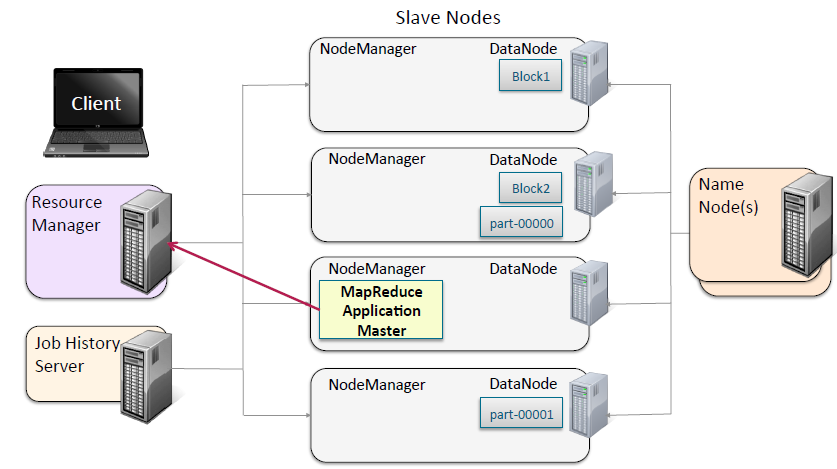 Slave Nodes
Client
Resource
Manager
Job History
Server
NodeManager
DataNode
Block1
NodeManager
DataNode
Block2
part-00000
NodeManager
DataNode
MapReduce
Application
Master
NodeManager
DataNode
part-00001
Name
Node(s)